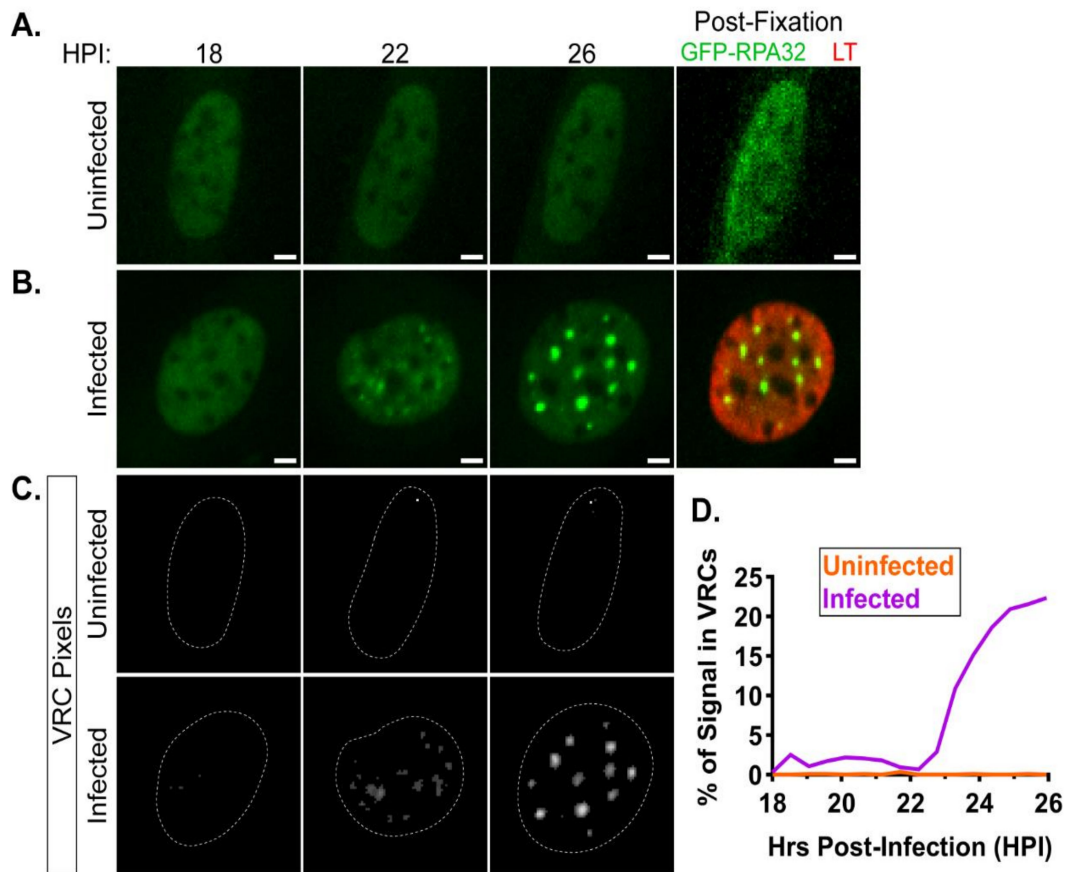 A.
HPI:
18
22
26
Post-Fixation
GFP-RPA32 LT
Uninfected
B.
Infected
C.
VRC Pixels
Uninfected
Infected
D.
Uninfected
Infected
% of Signal in VRCs
25
20
15
10
5
0
18 20 22 24 26
Hrs Post-Infection (HPI)